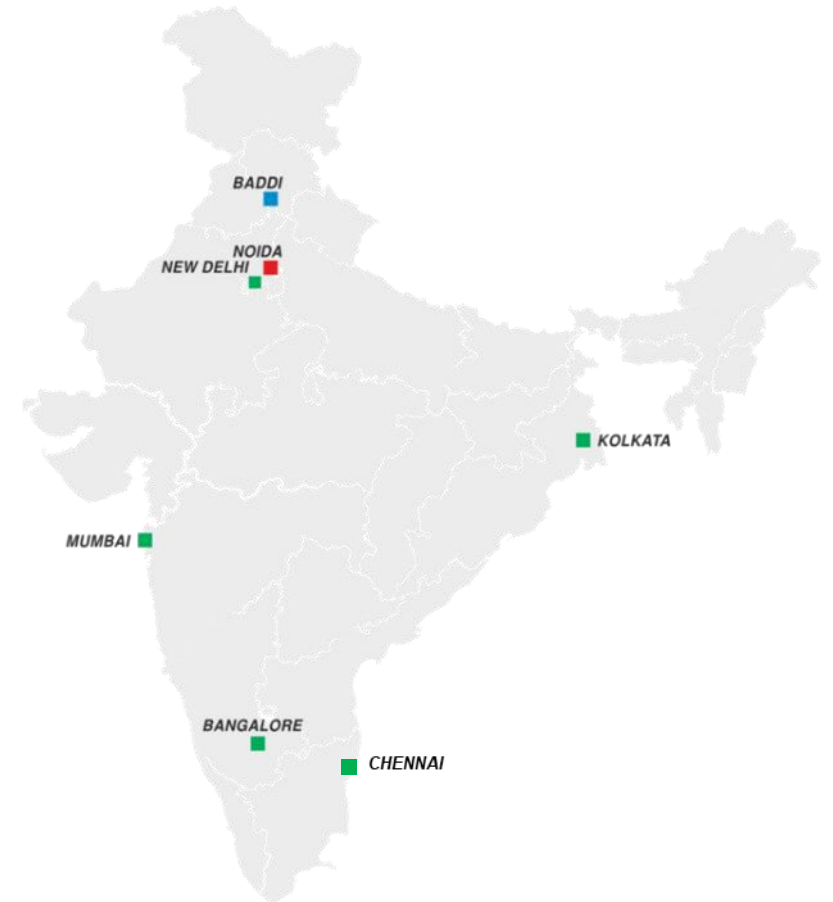 BADDI
NOIDA
NEW DELHI
KOLKATA
MUMBAI
BANGALORE
CHENNAI